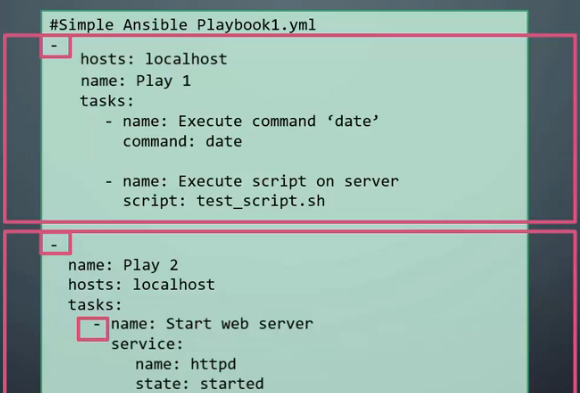 #Simple Ansible Playbook1.yml
-
hosts: localhost
name: Play 1
tasks:
- name: Execute command ‘date’
command: date
- name: Execute script on server
script: test_script.sh
-
name: Play 2
hosts: localhost
tasks:
- name: Start web server
service:
name: httpd
state: started